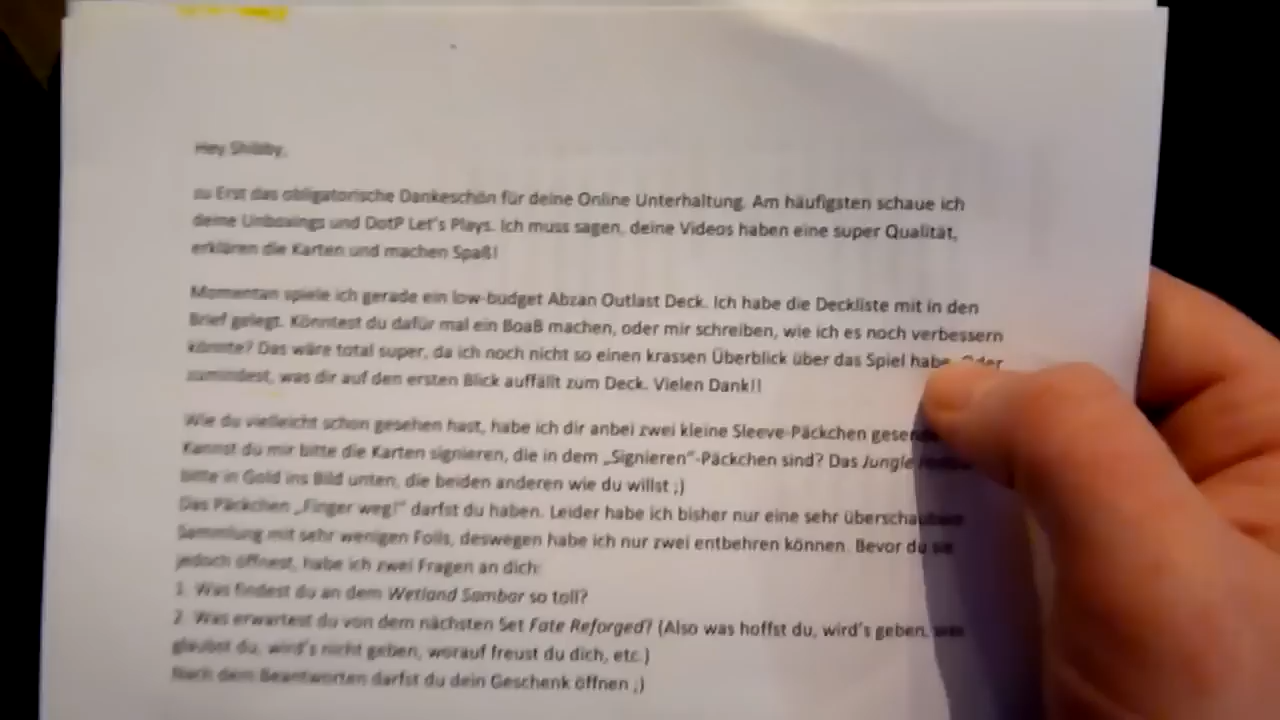 Hey Shibby,
zu Erst das obligatorische Dankeschön für deine Online Unterhaltung. Am häufigsten schaue ich
deine Unboxings und DotP Let's Plays. Ich muss sagen, deine Videos haben eine super Qualität,
erklären die Karten und machen Spaß!
Momentan spiele ich gerade ein low-budget Abzan Outlast Deck. Ich habe die Deckliste mit in den
Brief gelegt. Könntest du dafür mal ein BoaB machen, oder mir schreiben, wie ich es noch verbessern
könnte? Das wäre total super, da ich noch nicht so einen krassen Überblick über das Spiel habe. Oder
zumindest, was dir auf den ersten Blick auffällt zum Deck. Vielen Dank!!
Wie du vielleicht schon gesehen hast, habe ich dir anbei zwei kleine Sleeve-Päckchen
Kannst du mir bitte die Karten signieren, die in dem „Signieren"-Päckchen sind? Das Jungle
bitte in Gold ins Bild unten, die beiden anderen wie du willst ;)
Das Päckchen „Finger weg!" darfst du haben. Leider habe ich bisher nur eine sehr
Sammlung mit sehr wenigen Foils, deswegen habe ich nur zwei entbehren können. Bevor du sie
jedoch öffnest, habe ich zwei Fragen an dich:
1. Was findest du an dem Wetland Sambar so toll?
2. Was erwartest du von dem nächsten Set Fate Reforged? (Also was hoffst du, wird's geben, was
glaubst du, wird's nicht geben, worauf freust du dich, etc.)
Nach dem Beantworten darfst du dein Geschenk öffnen ;)